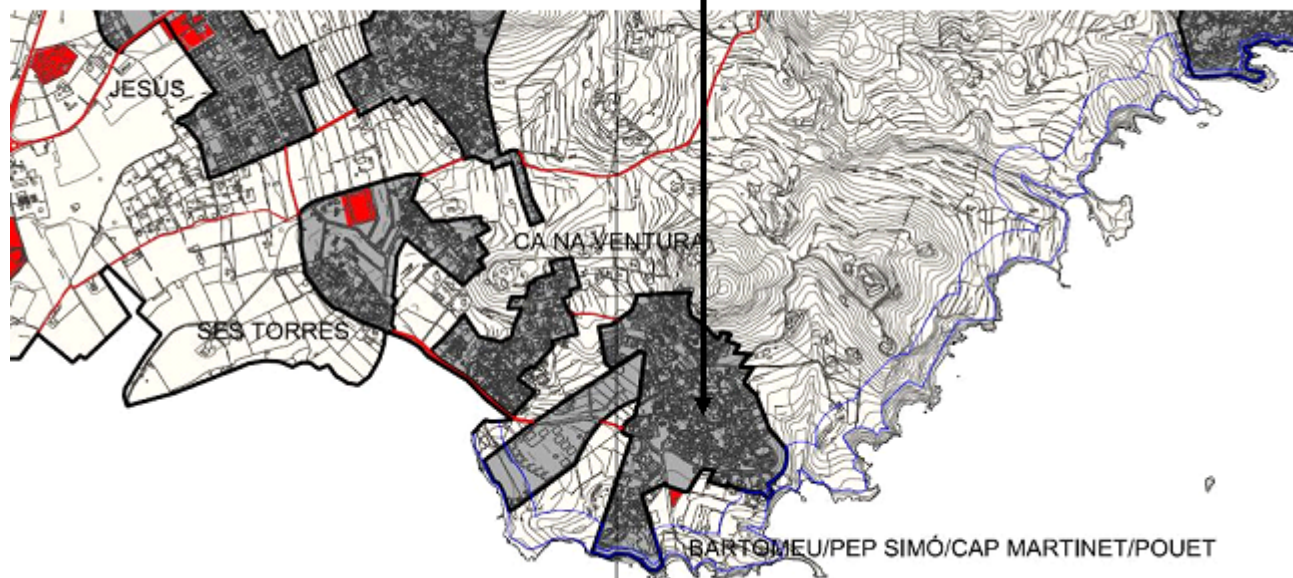 JESÚS
CA NA VENTURA
SES TORRES
BARTOMEU/PEP SIMÓ/CAP MARTINET/POUET